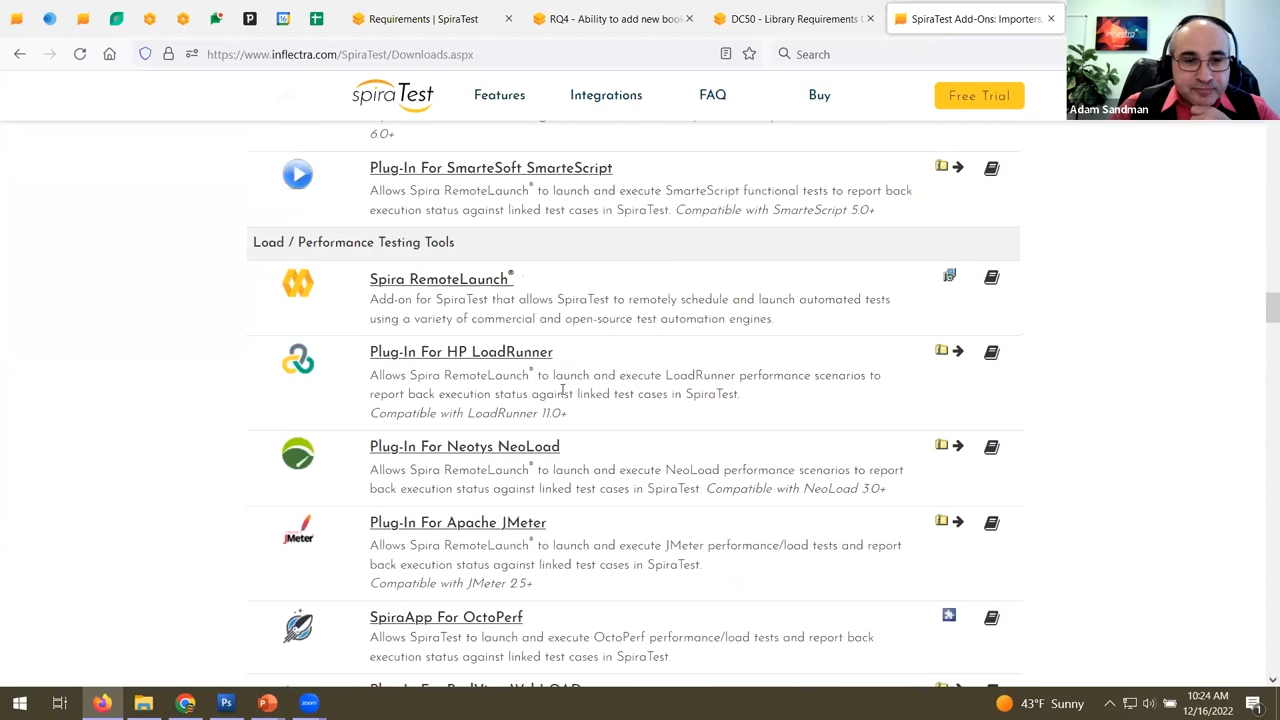 Requirements | SpiraTest
RQ4 - Ability to add new book
DC50 - Library Requirements
SpiraTest Add-Ons: Importers,
https://www.inflectra.com/SpiraTest/Downloads.aspx
Search
inflectra
Adam Sandman
spiraTest
Features
Integrations
FAQ
Buy
Free Trial
6.0+
Plug-In For SmarteSoft SmarteScript
Allows Spira RemoteLaunch® to launch and execute SmarteScript functional tests to report back
execution status against linked test cases in SpiraTest. Compatible with SmarteScript 5.0+
Load / Performance Testing Tools
Spira RemoteLaunch®
Add-on for SpiraTest that allows SpiraTest to remotely schedule and launch automated tests
using a variety of commercial and open-source test automation engines.
Plug-In For HP LoadRunner
Allows Spira RemoteLaunch® to launch and execute LoadRunner performance scenarios to
report back execution status against linked test cases in SpiraTest.
Compatible with LoadRunner 11.0+
Plug-In For Neotys NeoLoad
Allows Spira RemoteLaunch® to launch and execute NeoLoad performance scenarios to report
back execution status against linked test cases in SpiraTest. Compatible with NeoLoad 3.0+
JMeter
Plug-In For Apache JMeter
Allows Spira RemoteLaunch® to launch and execute JMeter performance/load tests and report
back execution status against linked test cases in SpiraTest.
Compatible with JMeter 2.5+
SpiraApp For OctoPerf
Allows SpiraTest to launch and execute OctoPerf performance/load tests and report back
execution status against linked test cases in SpiraTest.
43°F Sunny
10:24 AM
12/16/2022